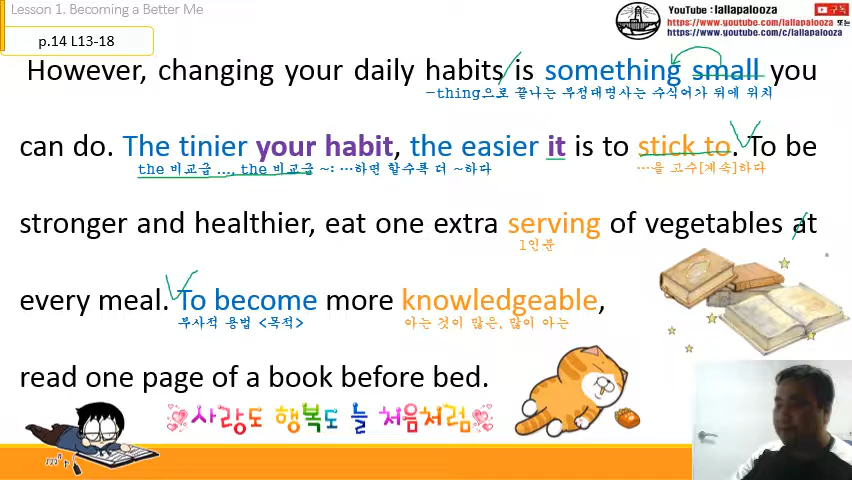 Lesson 1. Becoming a Better Me
p.14 L13-18
YouTube : lallapalooza 구독
https://www.youtube.com/lallapalooza 또는
https://www.youtube.com/c/lallapalooza
However, changing your daily habits is something small you
-thing으로 끝나는 부정대명사는 수식어가 뒤에 위치
can do. The tinier your habit, the easier it is to stick to. To be
the 비교급 …, the 비교급 ~: …하면 할수록 더 ~하다
…을 고수[계속]하다
stronger and healthier, eat one extra serving of vegetables at
1인분
every meal. To become more knowledgeable,
부사적 용법 <목적>
아는 것이 많은, 많이 아는
read one page of a book before bed.
사랑도 행복도 늘 처음처럼